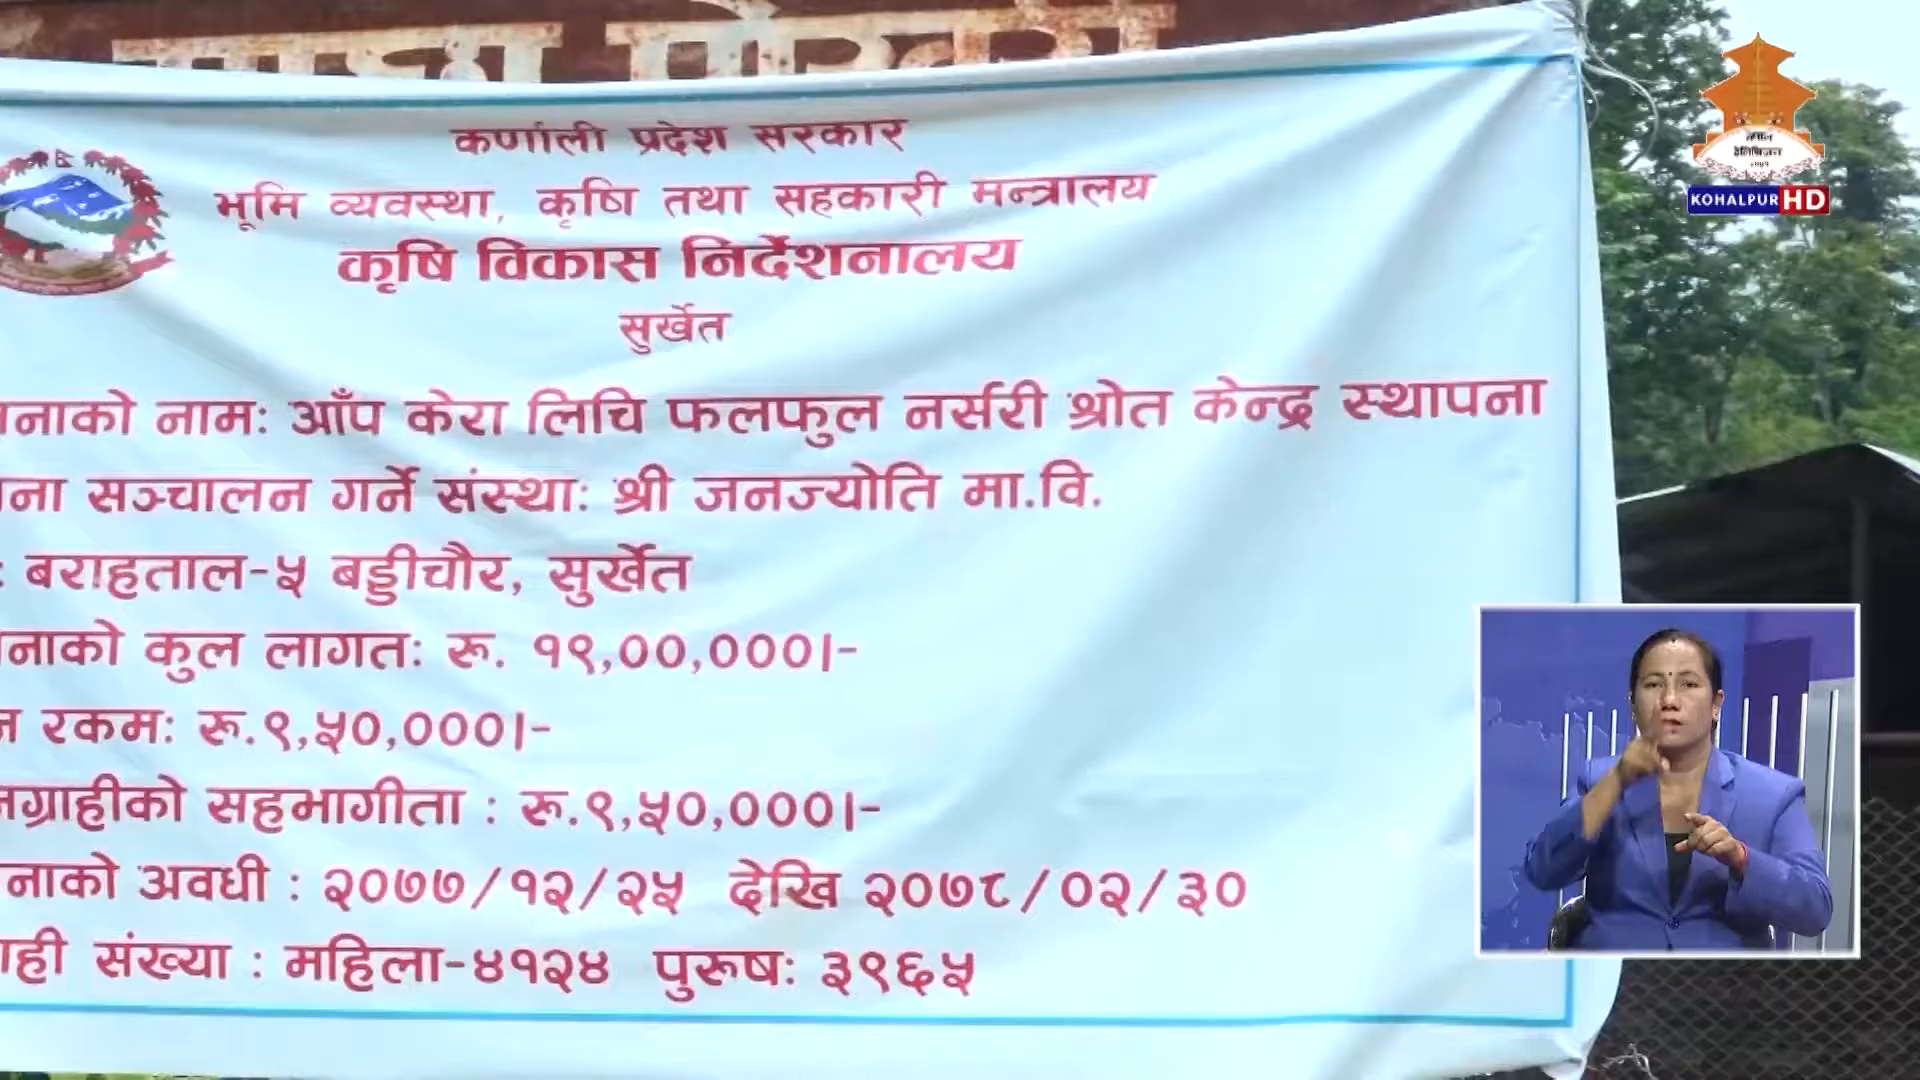 कर्णाली प्रदेश सरकार
भूमि व्यवस्था, कृषि तथा सहकारी मन्त्रालय
कृषि विकास निर्देशनालय
सुर्खेत
नाको नामः आँप केरा लिचि फलफुल नर्सरी श्रोत केन्द्र स्थापना
ना सञ्चालन गर्ने संस्थाः श्री जनज्योति मा.वि.
: बराहताल-५ बड्डीचौर, सुर्खेत
नाको कुल लागतः रू. १९,००,०००।-
न रकमः रू.९,५०,०००।-
ग्राहीको सहभागीता : रू.९,५०,०००।-
नाको अवधी : २०७७/१२/२५ देखि २०७८/०२/३०
ाही संख्या : महिला-४१२४ पुरूषः ३९६५
नेपाल
टेलिभिजन
KOHALPUR HD